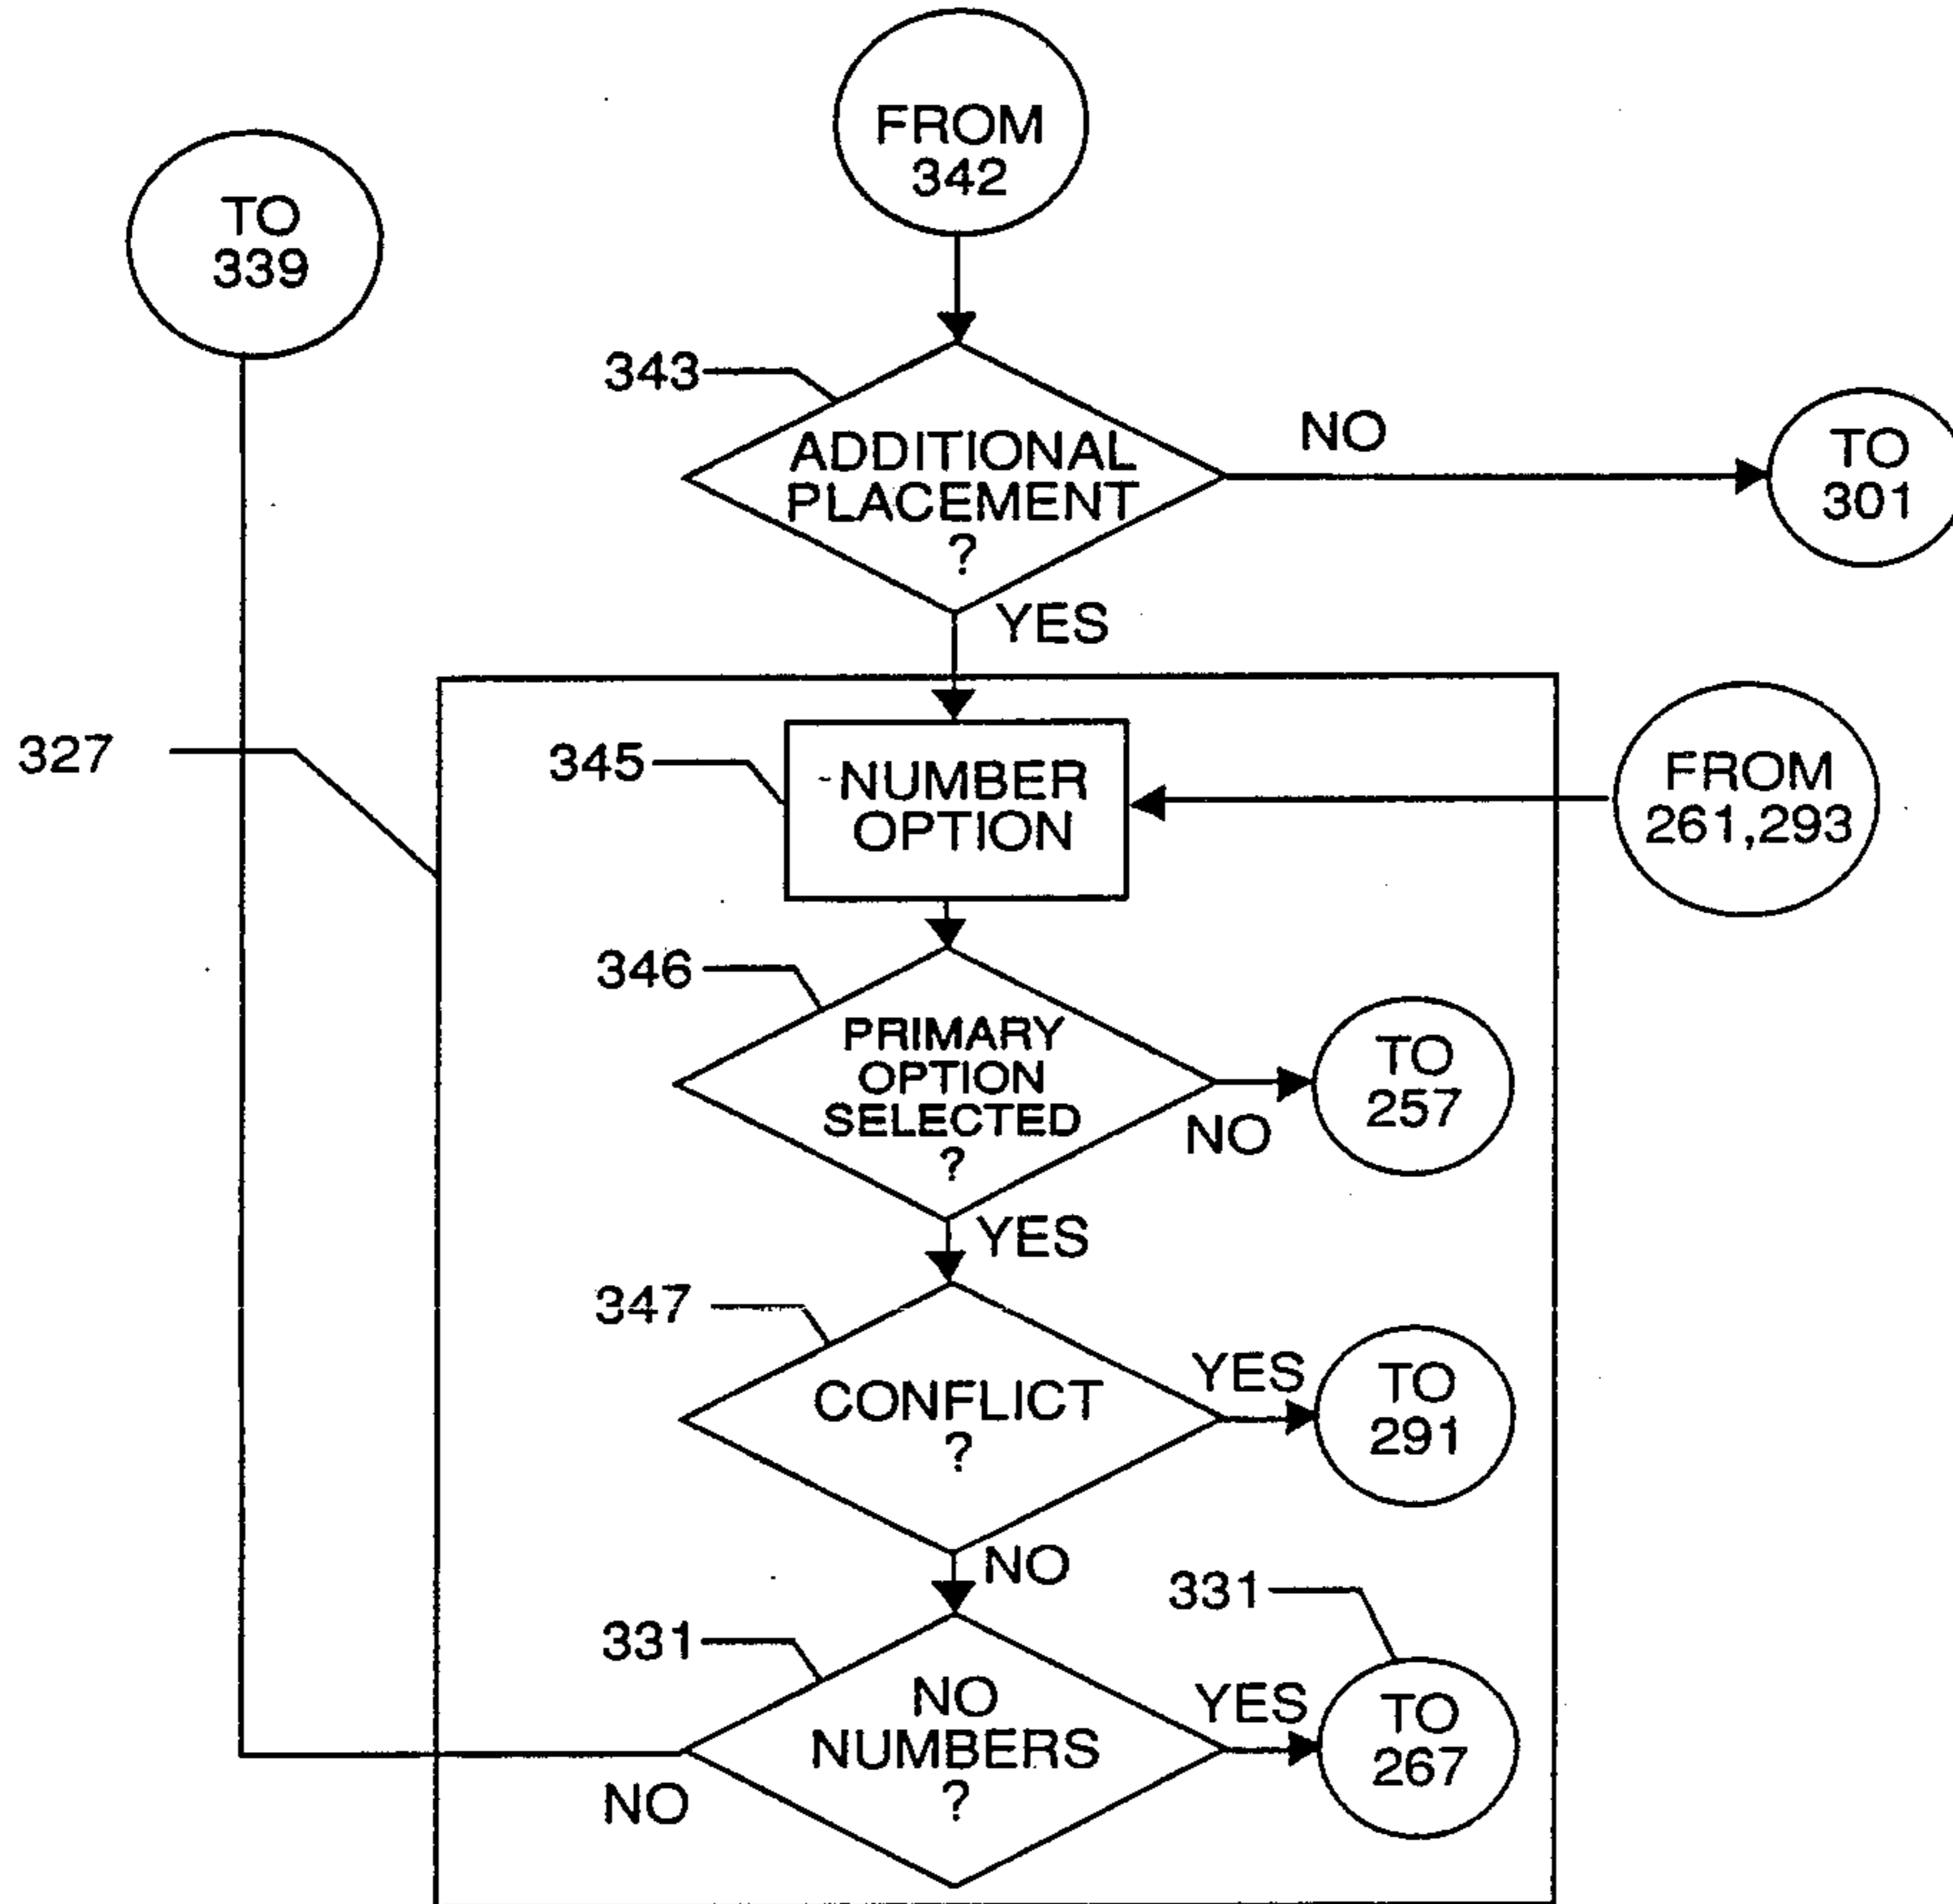 FROM
342
TO
339
343
ADDITIONAL
PLACEMENT
?
NO
TO
301
YES
327
345
NUMBER
OPTION
FROM
261,293
346
PRIMARY
OPTION
SELECTED
?
NO
TO
257
YES
347
CONFLICT
?
YES
TO
291
NO
331
331
NO
NUMBERS
?
YES
TO
267
NO